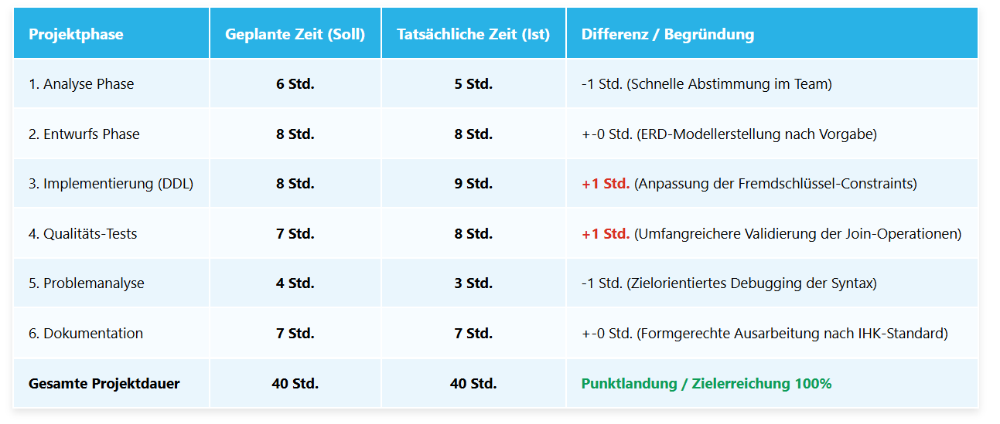 Projektphase Geplante Zeit (Soll) Tatsächliche Zeit (Ist) Differenz / Begründung
1. Analyse Phase 6 Std. 5 Std. -1 Std. (Schnelle Abstimmung im Team)
2. Entwurfs Phase 8 Std. 8 Std. +-0 Std. (ERD-Modellerstellung nach Vorgabe)
3. Implementierung (DDL) 8 Std. 9 Std. +1 Std. (Anpassung der Fremdschlüssel-Constraints)
4. Qualitäts-Tests 7 Std. 8 Std. +1 Std. (Umfangreichere Validierung der Join-Operationen)
5. Problemanalyse 4 Std. 3 Std. -1 Std. (Zielorientiertes Debugging der Syntax)
6. Dokumentation 7 Std. 7 Std. +-0 Std. (Formgerechte Ausarbeitung nach IHK-Standard)
Gesamte Projektdauer 40 Std. 40 Std. Punktlandung / Zielerreichung 100%